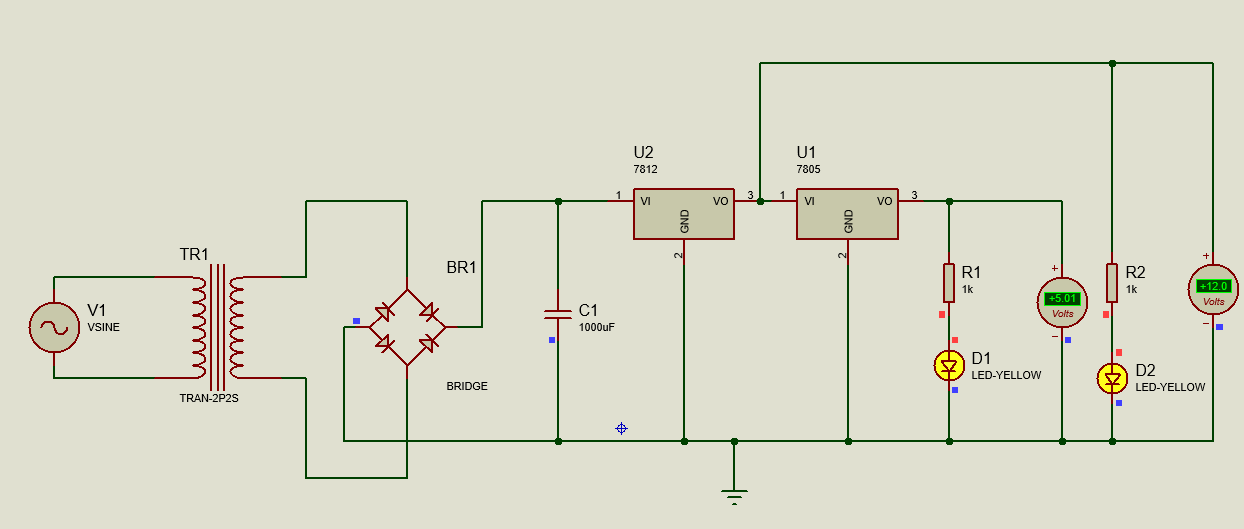 V1
VSINE
TR1
TRAN-2P2S
BR1
BRIDGE
C1
1000uF
U2
7812
1
VI
VO
3
GND
2
U1
7805
1
VI
VO
3
GND
2
R1
1k
D1
LED-YELLOW
+
+5.01
Volts
−
R2
1k
D2
LED-YELLOW
+
+12.0
Volts
−